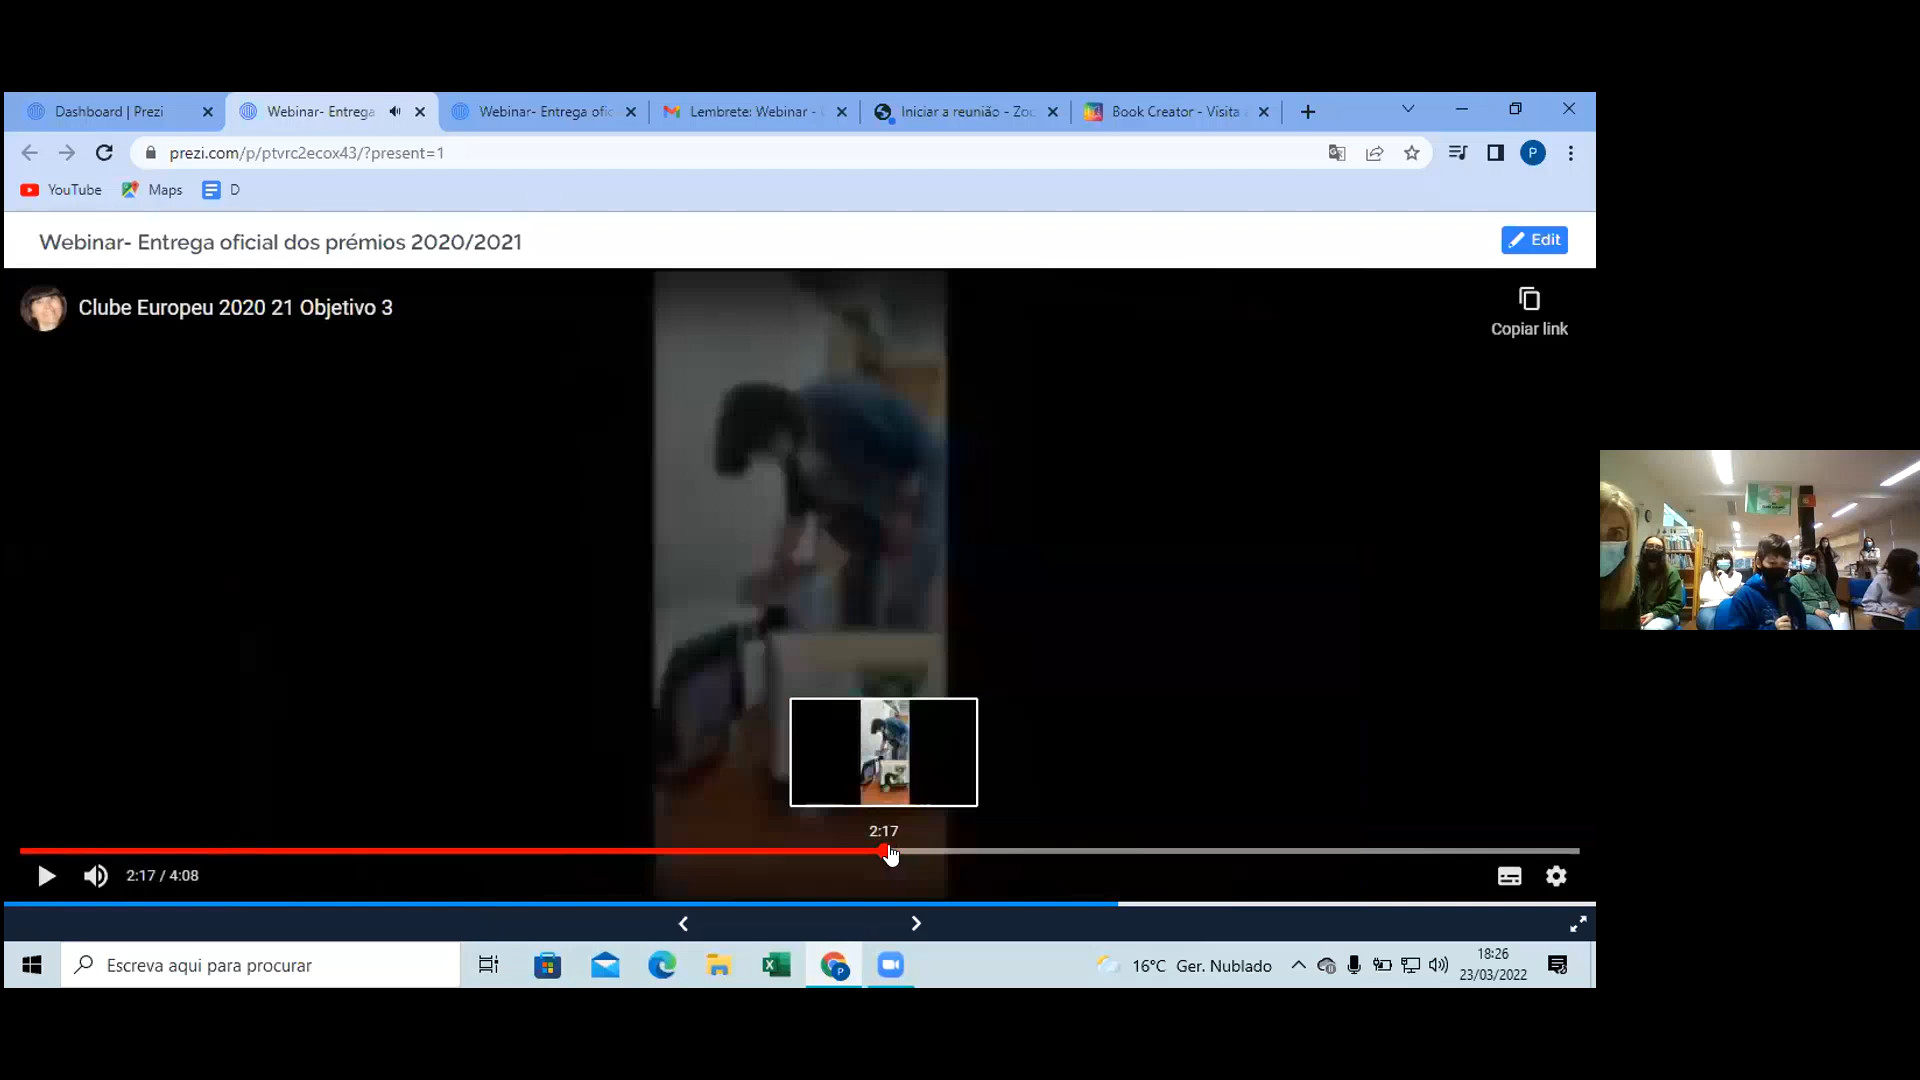 Dashboard | Prezi
Webinar- Entrega
Webinar- Entrega ofic
Lembrete: Webinar -
Iniciar a reunião - Zoo
Book Creator - Visita
prezi.com/p/ptvrc2ecox43/?present=1
P
YouTube
Maps
D
Webinar- Entrega oficial dos prémios 2020/2021
Edit
Clube Europeu 2020 21 Objetivo 3
Copiar link
2:17
2:17 / 4:08
Escreva aqui para procurar
16°C Ger. Nublado
18:26
23/03/2022